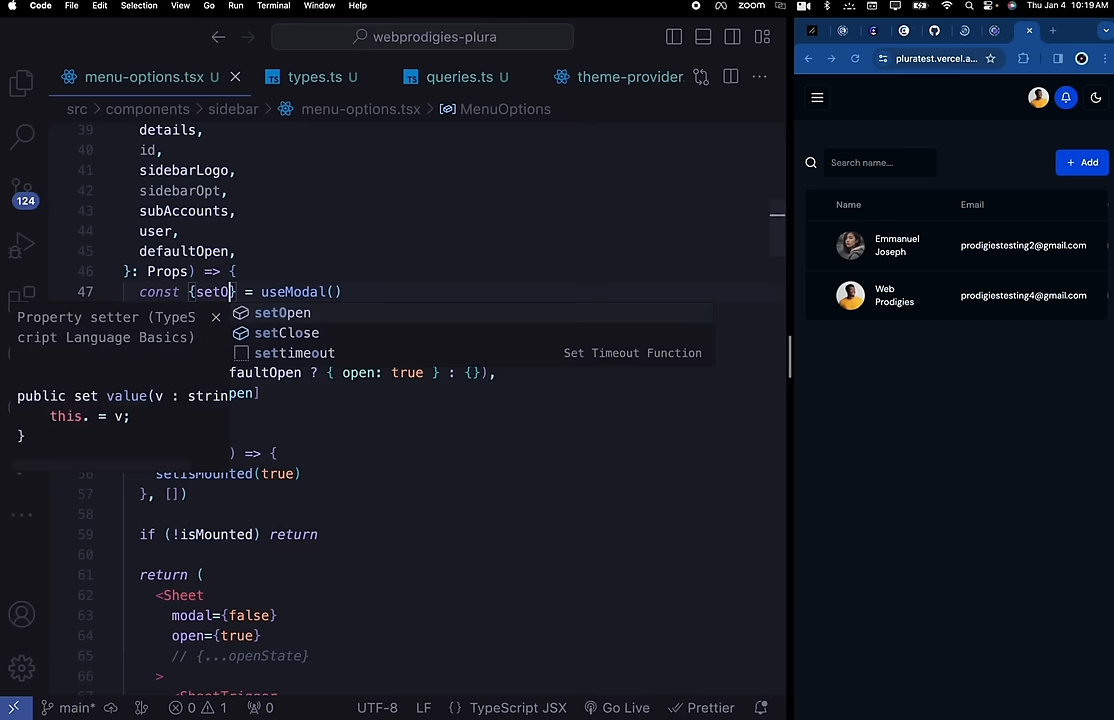 Code File Edit Selection View Go Run Terminal Window Help zoom Thu Jan 4 10:19 AM
webprodigies-plura
menu-options.tsx U types.ts U queries.ts U theme-provider.
src > components > sidebar > menu-options.tsx > MenuOptions
39 details,
40 id,
41 sidebarLogo,
42 sidebarOpt,
43 subAccounts,
44 user,
45 defaultOpen,
46 }: Props) => {
47 const {setO} = useModal()
Property setter (TypeS
cript Language Basics)
public set value(v : strin
this. = v;
}
setOpen
setClose
settimeout Set Timeout Function
faultOpen ? { open: true } : {}),
pen]
) => {
56 setIsMounted(true)
57 }, [])
58
59 if (!isMounted) return
60
61 return (
62 <Sheet
63 modal={false}
64 open={true}
65 // {...openState}
66 >
67 <SheetTrigger
124
main* 0 1 0 UTF-8 LF {} TypeScript JSX Go Live Prettier
pluratest.vercel.a...
Search name...
+ Add
Name Email
Emmanuel
Joseph
prodigiestesting2@gmail.com
Web
Prodigies
prodigiestesting4@gmail.com